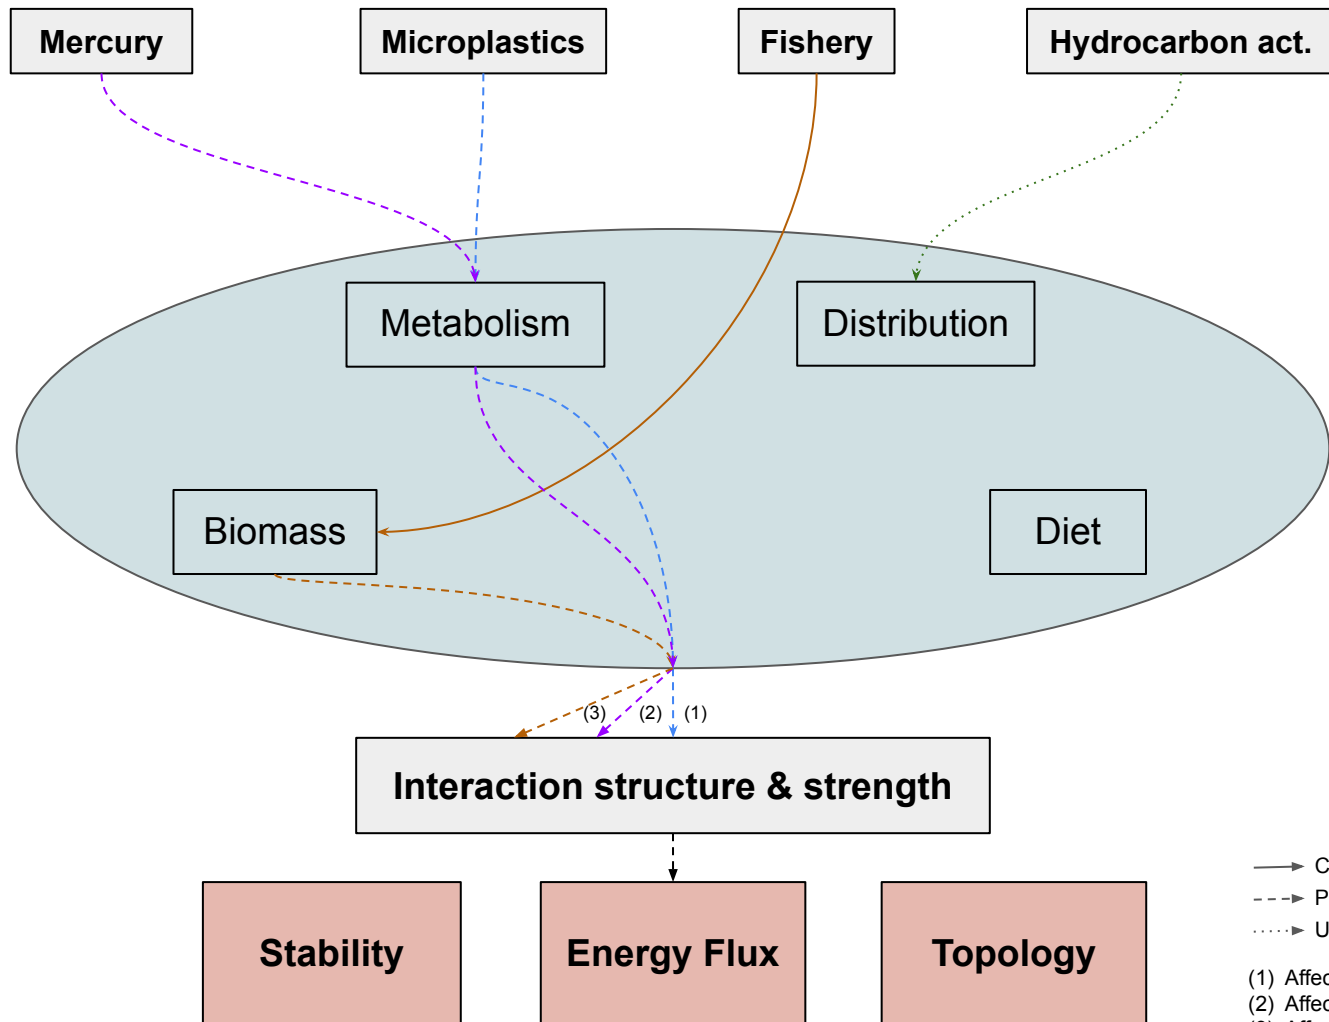 Mercury
Microplastics
Fishery
Hydrocarbon act.
Metabolism
Distribution
Biomass
Diet
(3)
(2)
(1)
Interaction structure & strength
C
P
U
Stability
Energy Flux
Topology
(1) Affec
(2) Affec